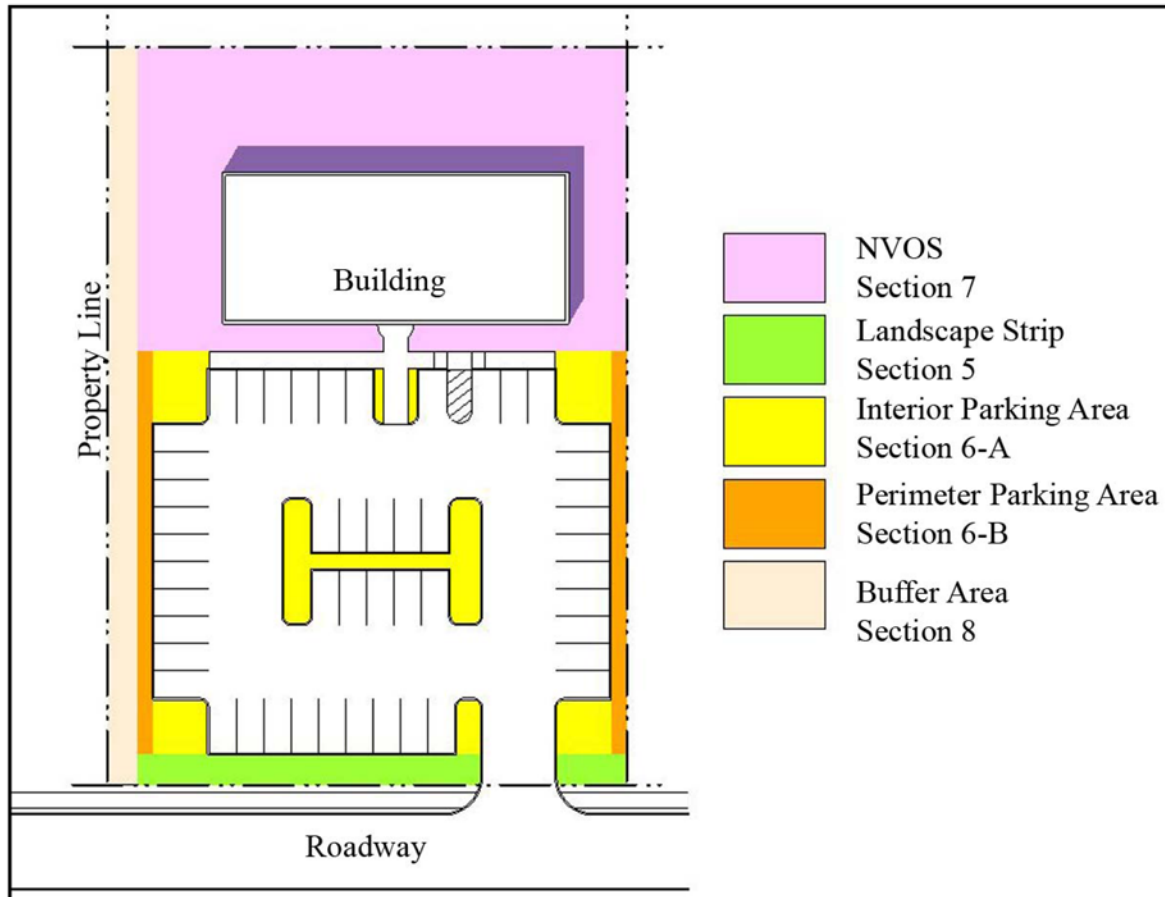 Building
Property Line
NVOS
Section 7
Landscape Strip
Section 5
Interior Parking Area
Section 6-A
Perimeter Parking Area
Section 6-B
Buffer Area
Section 8
Roadway